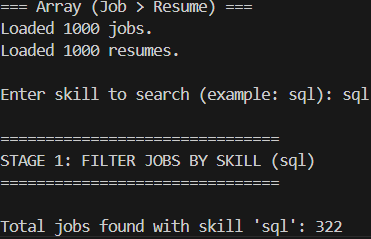 === Array (Job > Resume) ===
Loaded 1000 jobs.
Loaded 1000 resumes.
Enter skill to search (example: sql): sql
===============================
STAGE 1: FILTER JOBS BY SKILL (sql)
===============================
Total jobs found with skill 'sql': 322